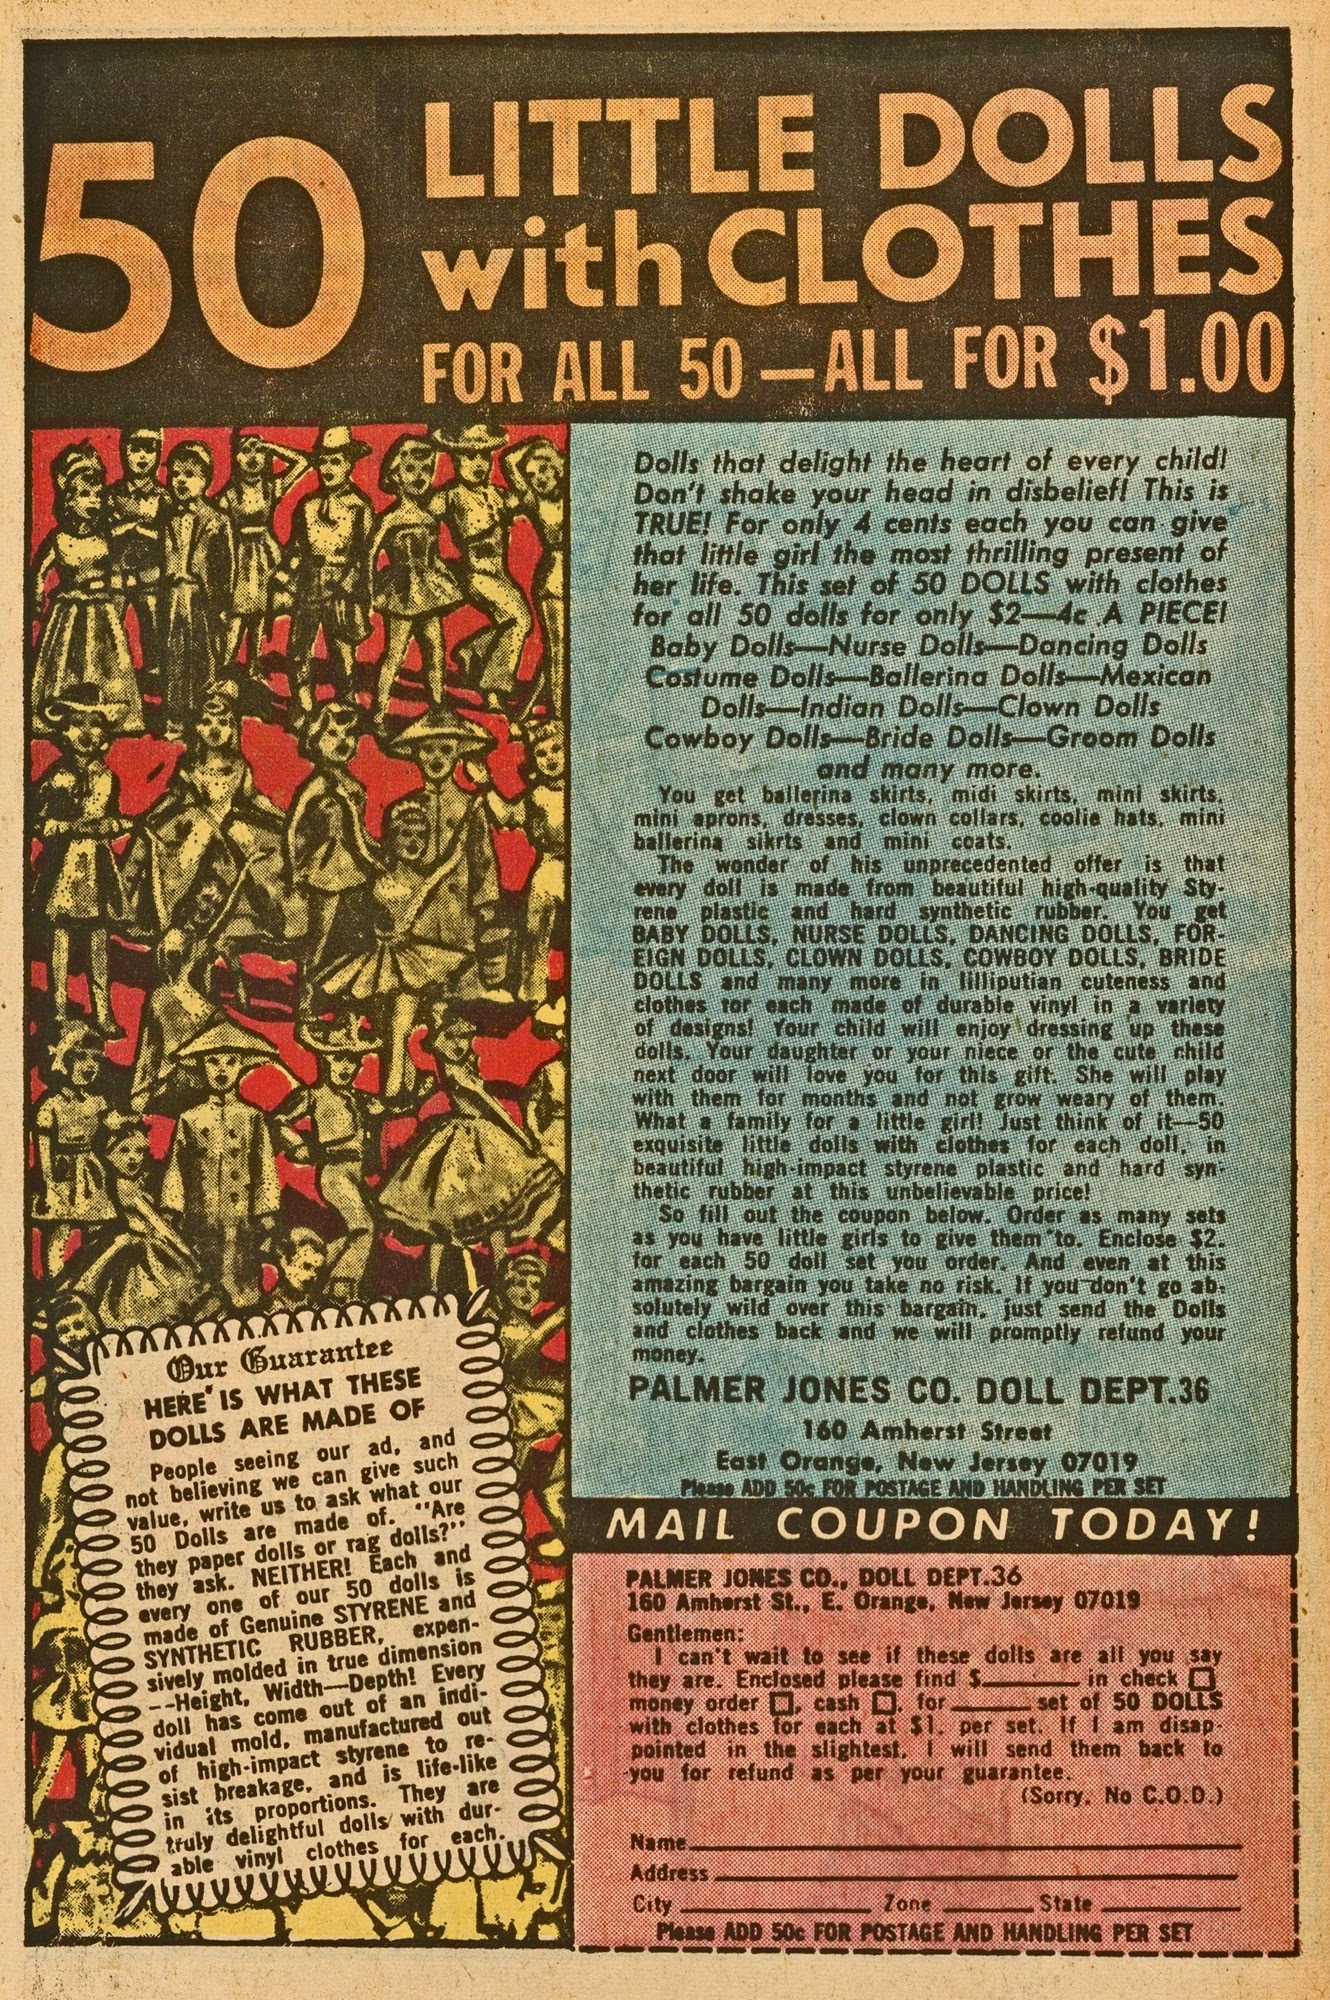 50
LITTLE DOLLS
with CLOTHES
FOR ALL 50—ALL FOR $1.00
Dolls that delight the heart of every child!
Don't shake your head in disbelief! This is
TRUE! For only 4 cents each you can give
that little girl the most thrilling present of
her life. This set of 50 DOLLS with clothes
for all 50 dolls for only $2—4c A PIECE!
Baby Dolls—Nurse Dolls—Dancing Dolls
Costume Dolls—Ballerina Dolls—Mexican
Dolls—Indian Dolls—Clown Dolls
Cowboy Dolls—Bride Dolls—Groom Dolls
and many more.
You get ballerina skirts, midi skirts, mini skirts,
mini aprons, dresses, clown collars, coolie hats, mini
ballerina sikrts and mini coats.
The wonder of his unprecedented offer is that
every doll is made from beautiful high-quality Sty-
rene plastic and hard synthetic rubber. You get
BABY DOLLS, NURSE DOLLS, DANCING DOLLS, FOR-
EIGN DOLLS, CLOWN DOLLS, COWBOY DOLLS, BRIDE
DOLLS and many more in lilliputian cuteness and
clothes for each made of durable vinyl in a variety
of designs! Your child will enjoy dressing up these
dolls. Your daughter or your niece or the cute child
next door will love you for this gift. She will play
with them for months and not grow weary of them.
What a family for a little girl! Just think of it—50
exquisite little dolls with clothes for each doll, in
beautiful high-impact styrene plastic and hard syn-
thetic rubber at this unbelievable price!
So fill out the coupon below. Order as many sets
as you have little girls to give them to. Enclose $2.
for each 50 doll set you order. And even at this
amazing bargain you take no risk. If you don't go ab-
solutely wild over this bargain, just send the Dolls
and clothes back and we will promptly refund your
money.
PALMER JONES CO. DOLL DEPT.36
160 Amherst Street
East Orange, New Jersey 07019
Please ADD 50c FOR POSTAGE AND HANDLING PER SET
Our Guarantee
HERE IS WHAT THESE
DOLLS ARE MADE OF
People seeing our ad, and
not believing we can give such
value, write us to ask what our
50 Dolls are made of. "Are
they paper dolls or rag dolls?"
they ask. NEITHER! Each and
every one of our 50 dolls is
made of Genuine STYRENE and
SYNTHETIC RUBBER, expen-
sively molded in true dimension
--Height, Width—Depth! Every
doll has come out of an indi-
vidual mold, manufactured out
of high-impact styrene to re-
sist breakage, and is life-like
in its proportions. They are
truly delightful dolls with dur-
able vinyl clothes for each.
MAIL COUPON TODAY!
PALMER JONES CO., DOLL DEPT.36
160 Amherst St., E. Orange, New Jersey 07019
Gentlemen:
I can't wait to see if these dolls are all you say
they are. Enclosed please find $______ in check □
money order □, cash □, for ______ set of 50 DOLLS
with clothes for each at $1. per set. If I am disap-
pointed in the slightest, I will send them back to
you for refund as per your guarantee.
(Sorry, No C.O.D.)
Name
Address
City ______ Zone ______ State ______
Please ADD 50c FOR POSTAGE AND HANDLING PER SET